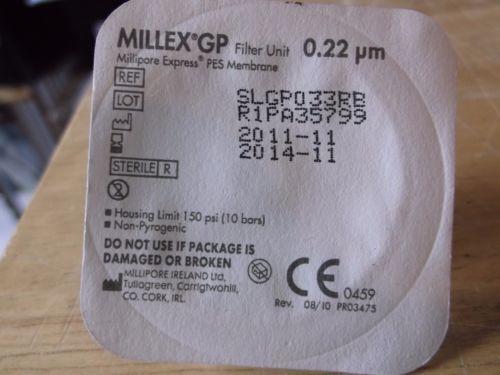 MILLEX®GP Filter Unit 0.22 µm
Millipore Express® PES Membrane
REF SLGP033RB
LOT R1PA35799
2011-11
2014-11
STERILE R
2
■ Housing Limit 150 psi (10 bars)
■ Non-Pyrogenic
DO NOT USE IF PACKAGE IS
DAMAGED OR BROKEN
MILLIPORE IRELAND Ltd,
Tullagreen, Carrigtwohill,
CO. CORK, IRL.
CE 0459
Rev. 08/10 PR03475